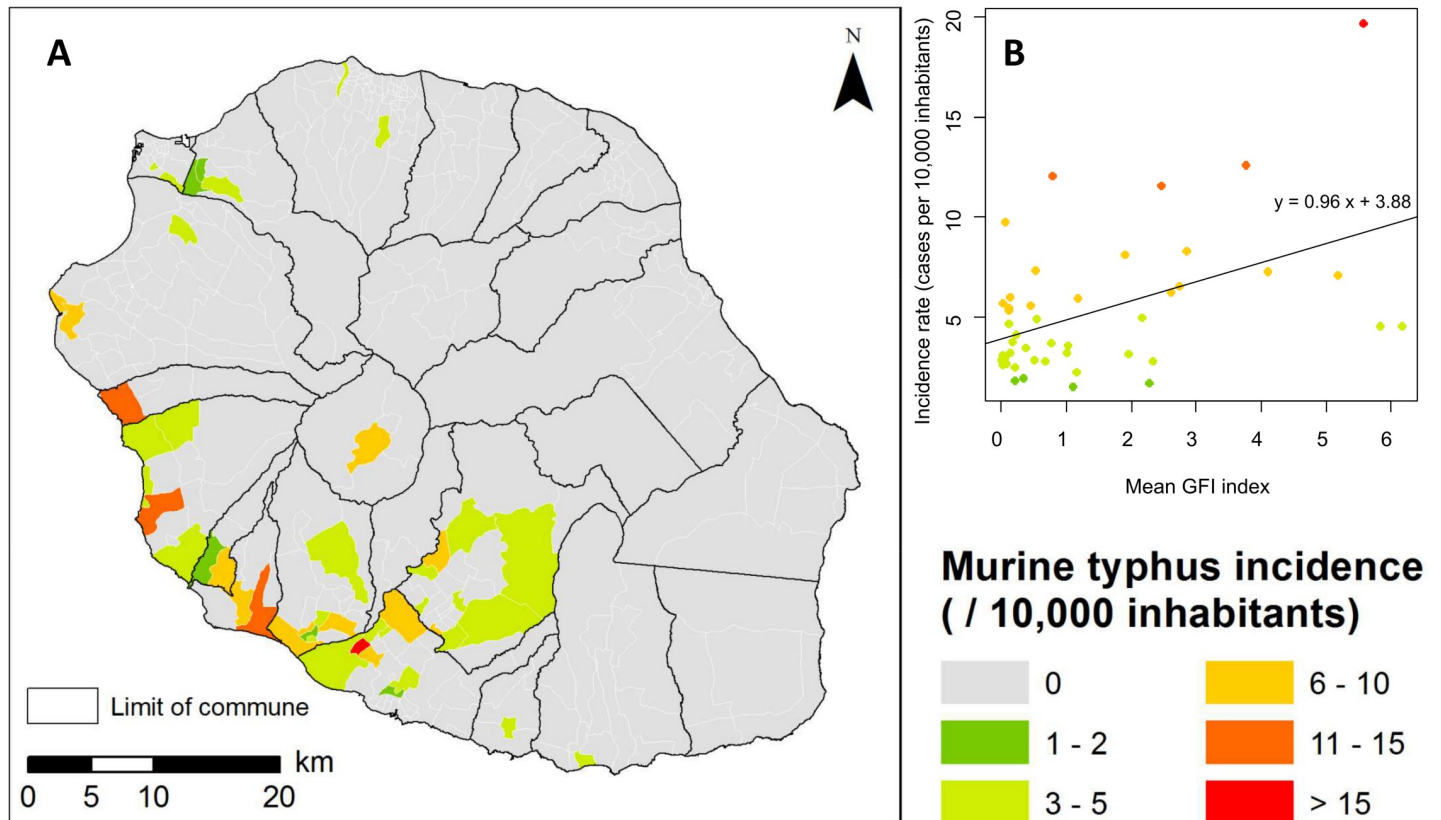 A
N
Limit of commune
km
0 5 10 20
B
Incidence rate (cases per 10,000 inhabitants)
20
15
10
5
y = 0.96 x + 3.88
0 1 2 3 4 5 6
Mean GFI index
Murine typhus incidence
( / 10,000 inhabitants)
0
1 - 2
3 - 5
6 - 10
11 - 15
> 15